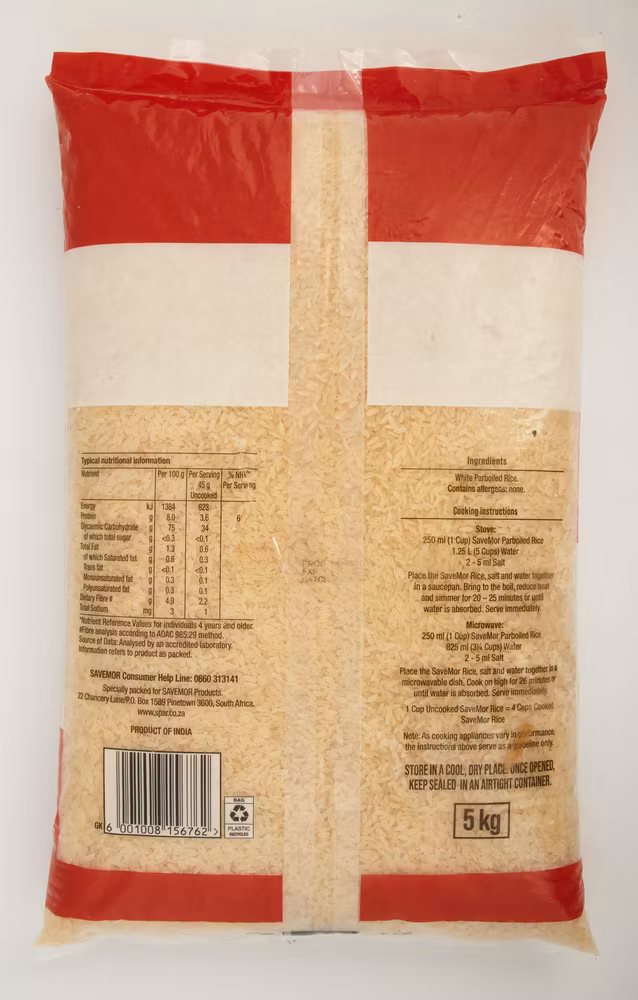 Typical nutritional information
Nutrient Per 100 g Per Serving % NRV*
45 g Per Serving
Uncooked
Energy kJ 1384 623
Protein g 8.0 3.6 6
Glycaemic Carbohydrate g 75 34
of which total sugar g <0.3 <0.1
Total Fat g 1.3 0.6
of which Saturated fat g 0.6 0.3
Trans fat g <0.1 <0.1
Monounsaturated fat g 0.3 0.1
Polyunsaturated fat g 0.3 0.1
Dietary Fibre # g 4.9 2.2
Total Sodium mg 3 1
*Nutrient Reference Values for individuals 4 years and older.
#Fibre analysis according to AOAC 985:29 method.
Source of Data: Analysed by an accredited laboratory.
Information refers to product as packed.
SAVEMOR Consumer Help Line: 0860 313141
Specially packed for SAVEMOR Products.
22 Chancery Lane/P.O. Box 1589 Pinetown 3600, South Africa.
www.spar.co.za
PRODUCT OF INDIA
GK 6 001008 156762 >
BAG
PLASTIC
RECYCLED
PROD
EXP
Ingredients
White Parboiled Rice.
Contains allergens: none.
Cooking Instructions
Stove:
250 ml (1 Cup) SaveMor Parboiled Rice
1.25 L (5 Cups) Water
2 - 5 ml Salt
Place the SaveMor Rice, salt and water together
in a saucepan. Bring to the boil, reduce heat
and simmer for 20 – 25 minutes or until
water is absorbed. Serve immediately.
Microwave:
250 ml (1 Cup) SaveMor Parboiled Rice
825 ml (3¼ Cups) Water
2 - 5 ml Salt
Place the SaveMor Rice, salt and water together in a
microwavable dish. Cook on high for 26 minutes or
until water is absorbed. Serve immediately.
1 Cup Uncooked SaveMor Rice = 4 Cups Cooked
SaveMor Rice
Note: As cooking appliances vary in performance,
the instructions above serve as a guideline only.
STORE IN A COOL, DRY PLACE. ONCE OPENED,
KEEP SEALED IN AN AIRTIGHT CONTAINER.
5 kg